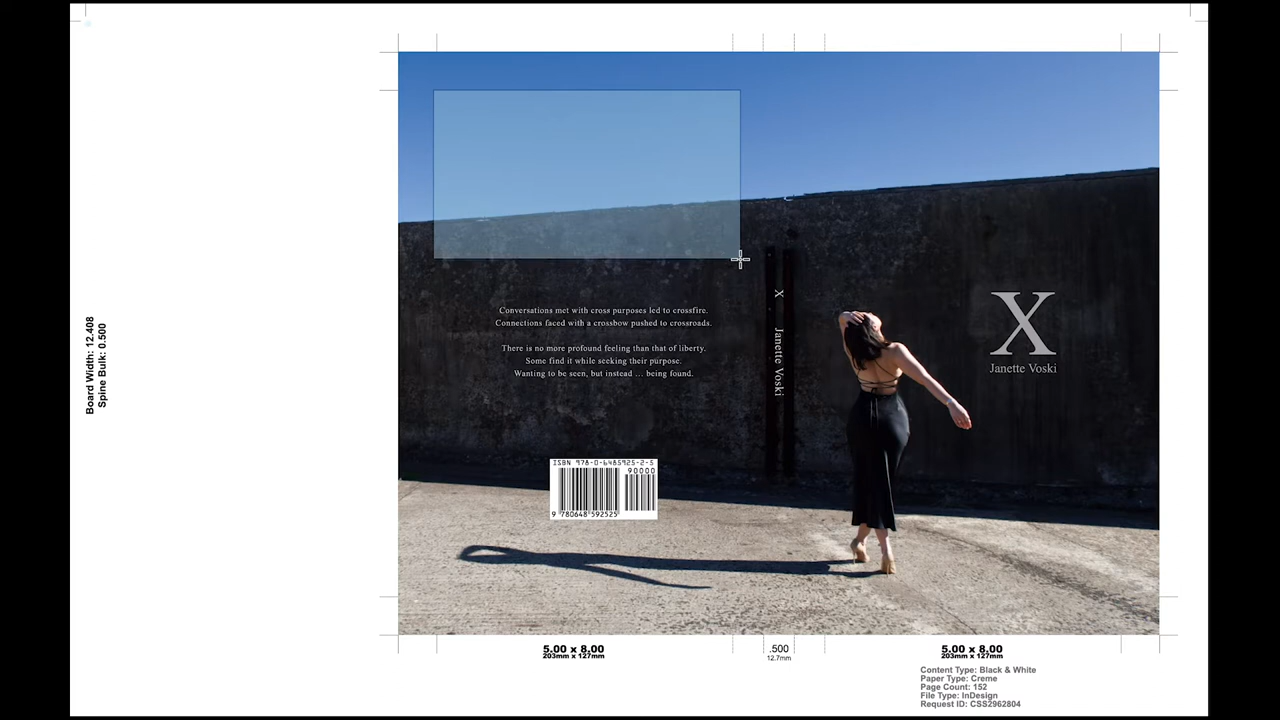 Board Width: 12.408
Spine Bulk: 0.500
Conversations met with cross purposes led to crossfire.
Connections faced with a crossbow pushed to crossroads.
There is no more profound feeling than that of liberty.
Some find it while seeking their purpose.
Wanting to be seen, but instead ... being found.
ISBN 978-0-6485925-2-5
90000
9 780648 592525
X Janette Voski
X
Janette Voski
5.00 x 8.00
203mm x 127mm
.500
12.7mm
5.00 x 8.00
203mm x 127mm
Content Type: Black & White
Paper Type: Creme
Page Count: 152
File Type: InDesign
Request ID: CSS2962804